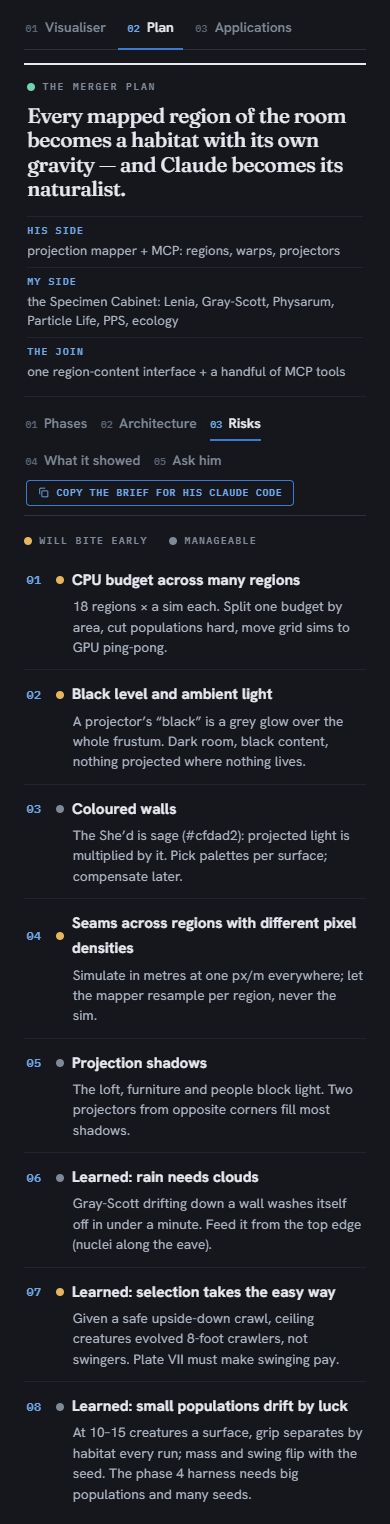 01 Visualiser 02 Plan 03 Applications
THE MERGER PLAN
Every mapped region of the room
becomes a habitat with its own
gravity — and Claude becomes its
naturalist.
HIS SIDE
projection mapper + MCP: regions, warps, projectors
MY SIDE
the Specimen Cabinet: Lenia, Gray-Scott, Physarum,
Particle Life, PPS, ecology
THE JOIN
one region-content interface + a handful of MCP tools
01 Phases 02 Architecture 03 Risks
04 What it showed 05 Ask him
COPY THE BRIEF FOR HIS CLAUDE CODE
WILL BITE EARLY MANAGEABLE
01 CPU budget across many regions
18 regions × a sim each. Split one budget by
area, cut populations hard, move grid sims to
GPU ping-pong.
02 Black level and ambient light
A projector’s “black” is a grey glow over the
whole frustum. Dark room, black content,
nothing projected where nothing lives.
03 Coloured walls
The She’d is sage (#cfdad2): projected light is
multiplied by it. Pick palettes per surface;
compensate later.
04 Seams across regions with different pixel
densities
Simulate in metres at one px/m everywhere; let
the mapper resample per region, never the
sim.
05 Projection shadows
The loft, furniture and people block light. Two
projectors from opposite corners fill most
shadows.
06 Learned: rain needs clouds
Gray-Scott drifting down a wall washes itself
off in under a minute. Feed it from the top edge
(nuclei along the eave).
07 Learned: selection takes the easy way
Given a safe upside-down crawl, ceiling
creatures evolved 8-foot crawlers, not
swingers. Plate VII must make swinging pay.
08 Learned: small populations drift by luck
At 10–15 creatures a surface, grip separates by
habitat every run; mass and swing flip with the
seed. The phase 4 harness needs big
populations and many seeds.